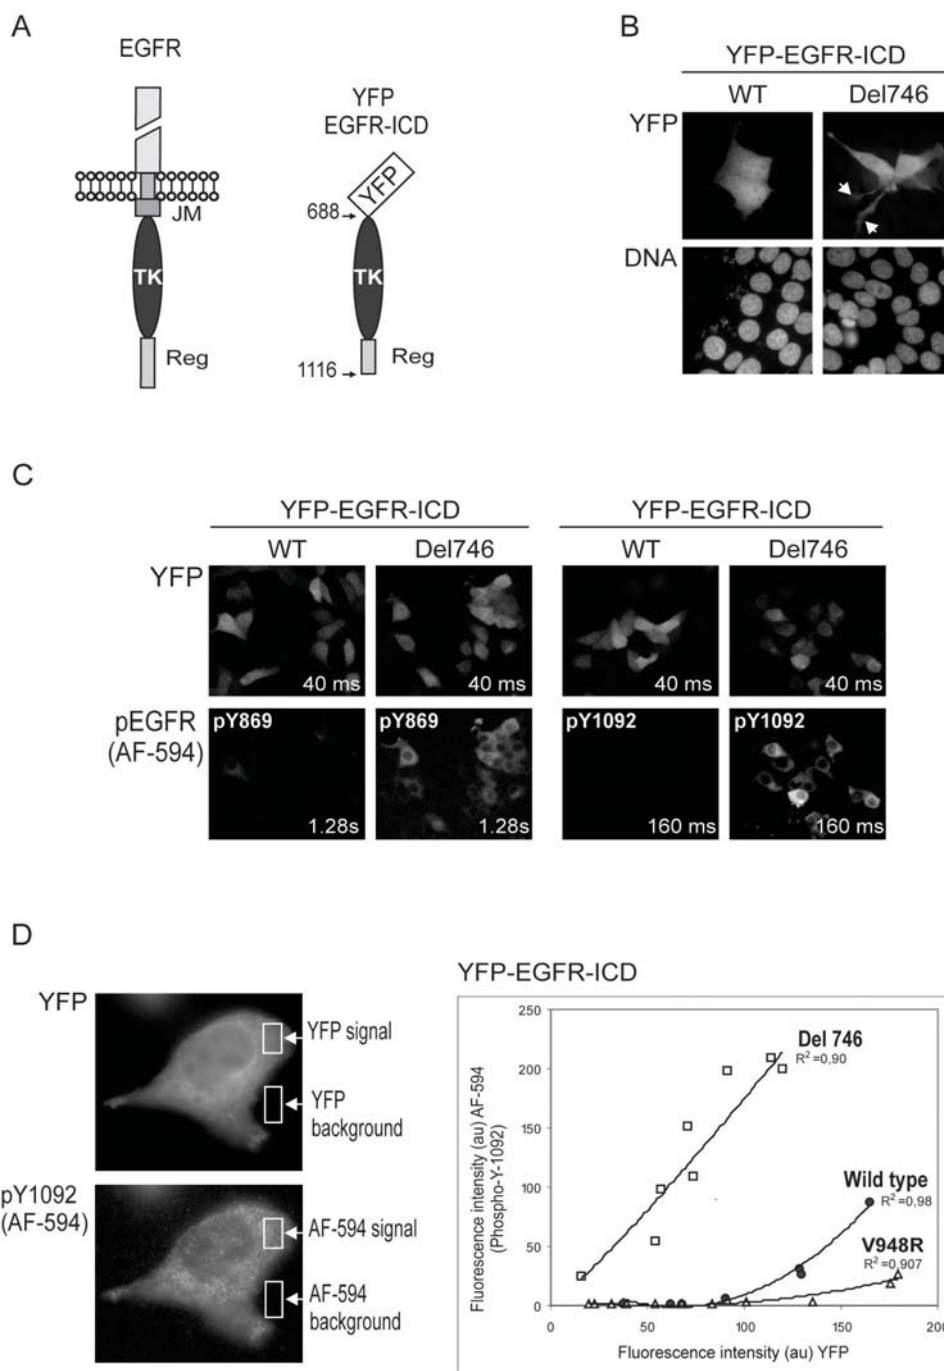 A
EGFR
JM
TK
Reg
YFP
EGFR-ICD
YFP
688
TK
1116
Reg
B
YFP-EGFR-ICD
WT
Del746
YFP
DNA
C
YFP-EGFR-ICD
YFP-EGFR-ICD
WT
Del746
WT
Del746
YFP
40 ms
40 ms
40 ms
40 ms
pEGFR
(AF-594)
pY869
pY869
pY1092
pY1092
1.28s
1.28s
160 ms
160 ms
D
YFP
YFP signal
YFP
background
pY1092
(AF-594)
AF-594 signal
AF-594
background
YFP-EGFR-ICD
Fluorescence intensity (au) AF-594
(Phospho-Y-1092)
250
200
150
100
50
0
Del 746
R²=0,90
Wild type
R²=0,98
V948R
R²=0,907
0
50
100
150
200
Fluorescence intensity (au) YFP